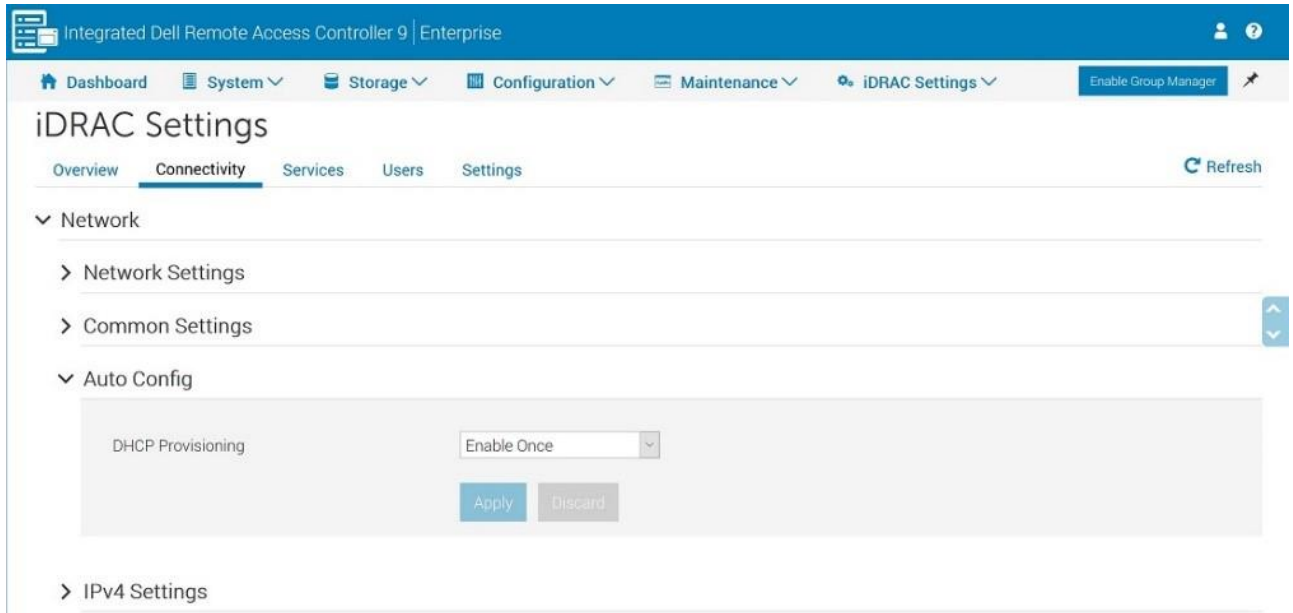 Integrated Dell Remote Access Controller 9 | Enterprise
Dashboard System Storage Configuration Maintenance iDRAC Settings Enable Group Manager
iDRAC Settings
Overview Connectivity Services Users Settings Refresh
Network
Network Settings
Common Settings
Auto Config
DHCP Provisioning Enable Once
Apply Discard
IPv4 Settings